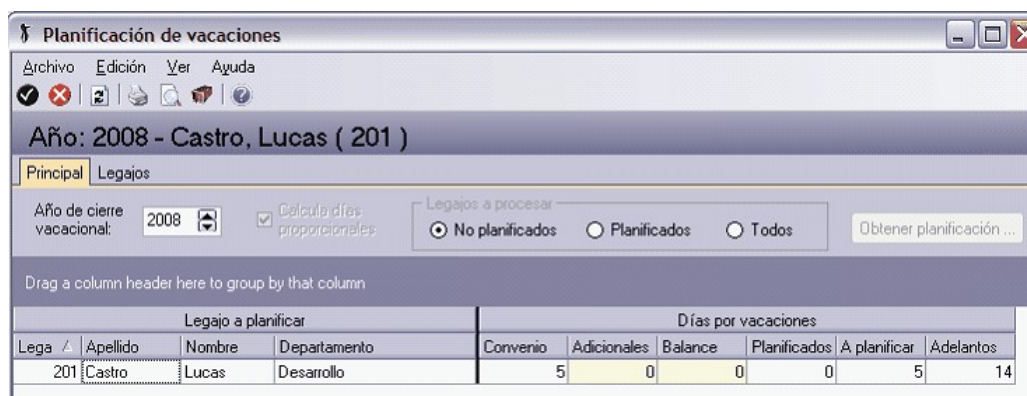 Planificación de vacaciones
Archivo Edición Ver Ayuda
Año: 2008 - Castro, Lucas ( 201 )
Principal Legajos
Año de cierre vacacional: 2008
Calcula días proporcionales
Legajos a procesar
No planificados Planificados Todos
Obtener planificación ...
Drag a column header here to group by that column
Legajo a planificar Días por vacaciones
Lega Apellido Nombre Departamento Convenio Adicionales Balance Planificados A planificar Adelantos
201 Castro Lucas Desarrollo 5 0 0 0 5 14